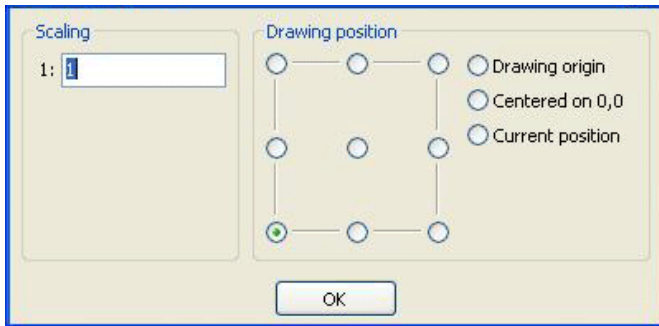 Scaling
1: 1
Drawing position
Drawing origin
Centered on 0,0
Current position
OK